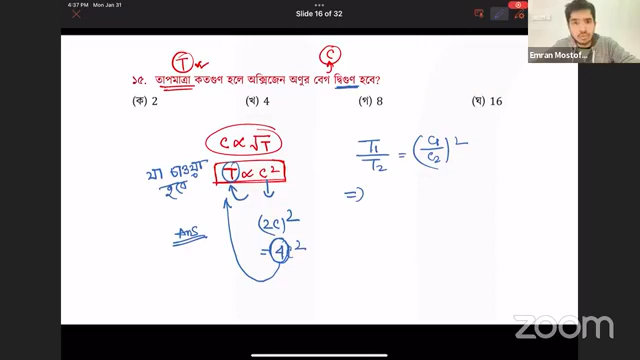 4:37 PM Mon Jan 31
Slide 16 of 32
T
C
১৫. তাপমাত্রা কতগুণ হলে অক্সিজেন অণুর বেগ দ্বিগুণ হবে?
(ক) 2 (খ) 4 (গ) 8 (ঘ) 16
C ∝ √T
যা চাওয়া হবে
T ∝ C²
Ans
(2C)²
= 4C²
T₁/T₂ = (C₁/C₂)²
⇒
Emran Mostof...
zoom